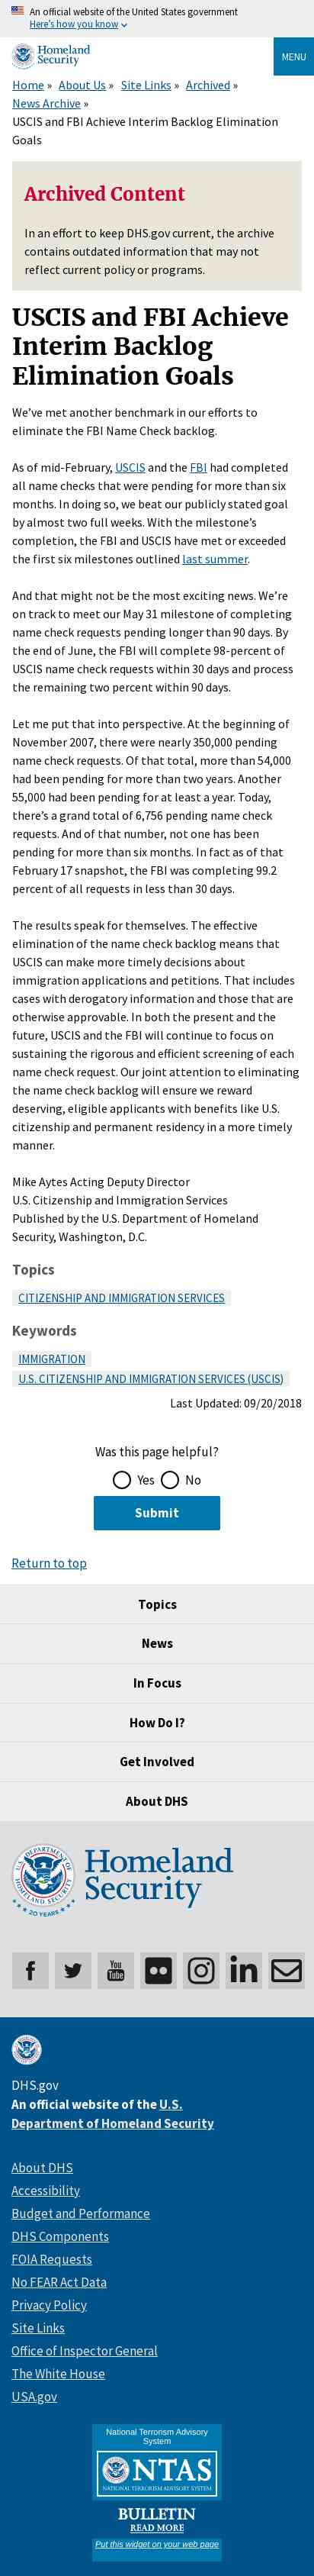 An official website of the United States government
Here's how you know
Homeland
Security
MENU
Home » About Us » Site Links » Archived »
News Archive »
USCIS and FBI Achieve Interim Backlog Elimination
Goals
Archived Content
In an effort to keep DHS.gov current, the archive
contains outdated information that may not
reflect current policy or programs.
USCIS and FBI Achieve
Interim Backlog
Elimination Goals
We've met another benchmark in our efforts to
eliminate the FBI Name Check backlog.
As of mid-February, USCIS and the FBI had completed
all name checks that were pending for more than six
months. In doing so, we beat our publicly stated goal
by almost two full weeks. With the milestone's
completion, the FBI and USCIS have met or exceeded
the first six milestones outlined last summer.
And that might not be the most exciting news. We're
on track to meet our May 31 milestone of completing
name check requests pending longer than 90 days. By
the end of June, the FBI will complete 98-percent of
USCIS name check requests within 30 days and process
the remaining two percent within 90 days.
Let me put that into perspective. At the beginning of
November 2007, there were nearly 350,000 pending
name check requests. Of that total, more than 54,000
had been pending for more than two years. Another
55,000 had been pending for at least a year. Today,
there's a grand total of 6,756 pending name check
requests. And of that number, not one has been
pending for more than six months. In fact as of that
February 17 snapshot, the FBI was completing 99.2
percent of all requests in less than 30 days.
The results speak for themselves. The effective
elimination of the name check backlog means that
USCIS can make more timely decisions about
immigration applications and petitions. That includes
cases with derogatory information and those that are
otherwise approvable. In both the present and the
future, USCIS and the FBI will continue to focus on
sustaining the rigor and efficient screening of each
name check request. Our joint attention to eliminating
the name check backlog will ensure we reward
deserving, eligible applicants with benefits like U.S.
citizenship and permanent residency in a more timely
manner.
Mike Aytes Acting Deputy Director
U.S. Citizenship and Immigration Services
Published by the U.S. Department of Homeland
Security, Washington, D.C.
Topics
CITIZENSHIP AND IMMIGRATION SERVICES
Keywords
IMMIGRATION
U.S. CITIZENSHIP AND IMMIGRATION SERVICES (USCIS)
Last Updated: 09/20/2018
Was this page helpful?
Yes No
Submit
Return to top
Topics
News
In Focus
How Do I?
Get Involved
About DHS
Homeland
Security
20 YEARS
You
Tube
DHS.gov
An official website of the U.S.
Department of Homeland Security
About DHS
Accessibility
Budget and Performance
DHS Components
FOIA Requests
No FEAR Act Data
Privacy Policy
Site Links
Office of Inspector General
The White House
USA.gov
National Terrorism Advisory
System
NTAS
NATIONAL TERRORISM ADVISORY SYSTEM
BULLETIN
READ MORE
Put this widget on your web page